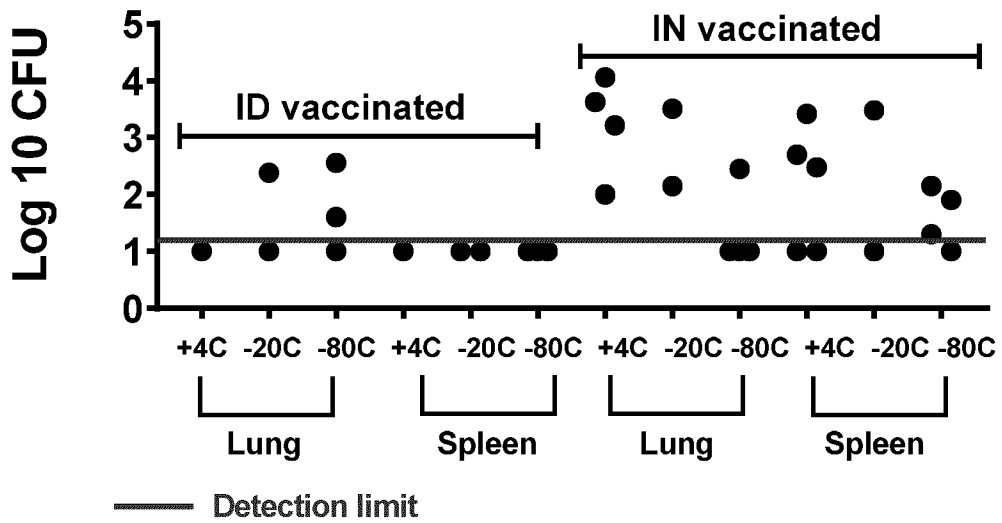 Log 10 CFU
5
4
3
2
1
0
ID vaccinated
IN vaccinated
+4C -20C -80C +4C -20C -80C +4C -20C -80C +4C -20C -80C
Lung Spleen Lung Spleen
Detection limit